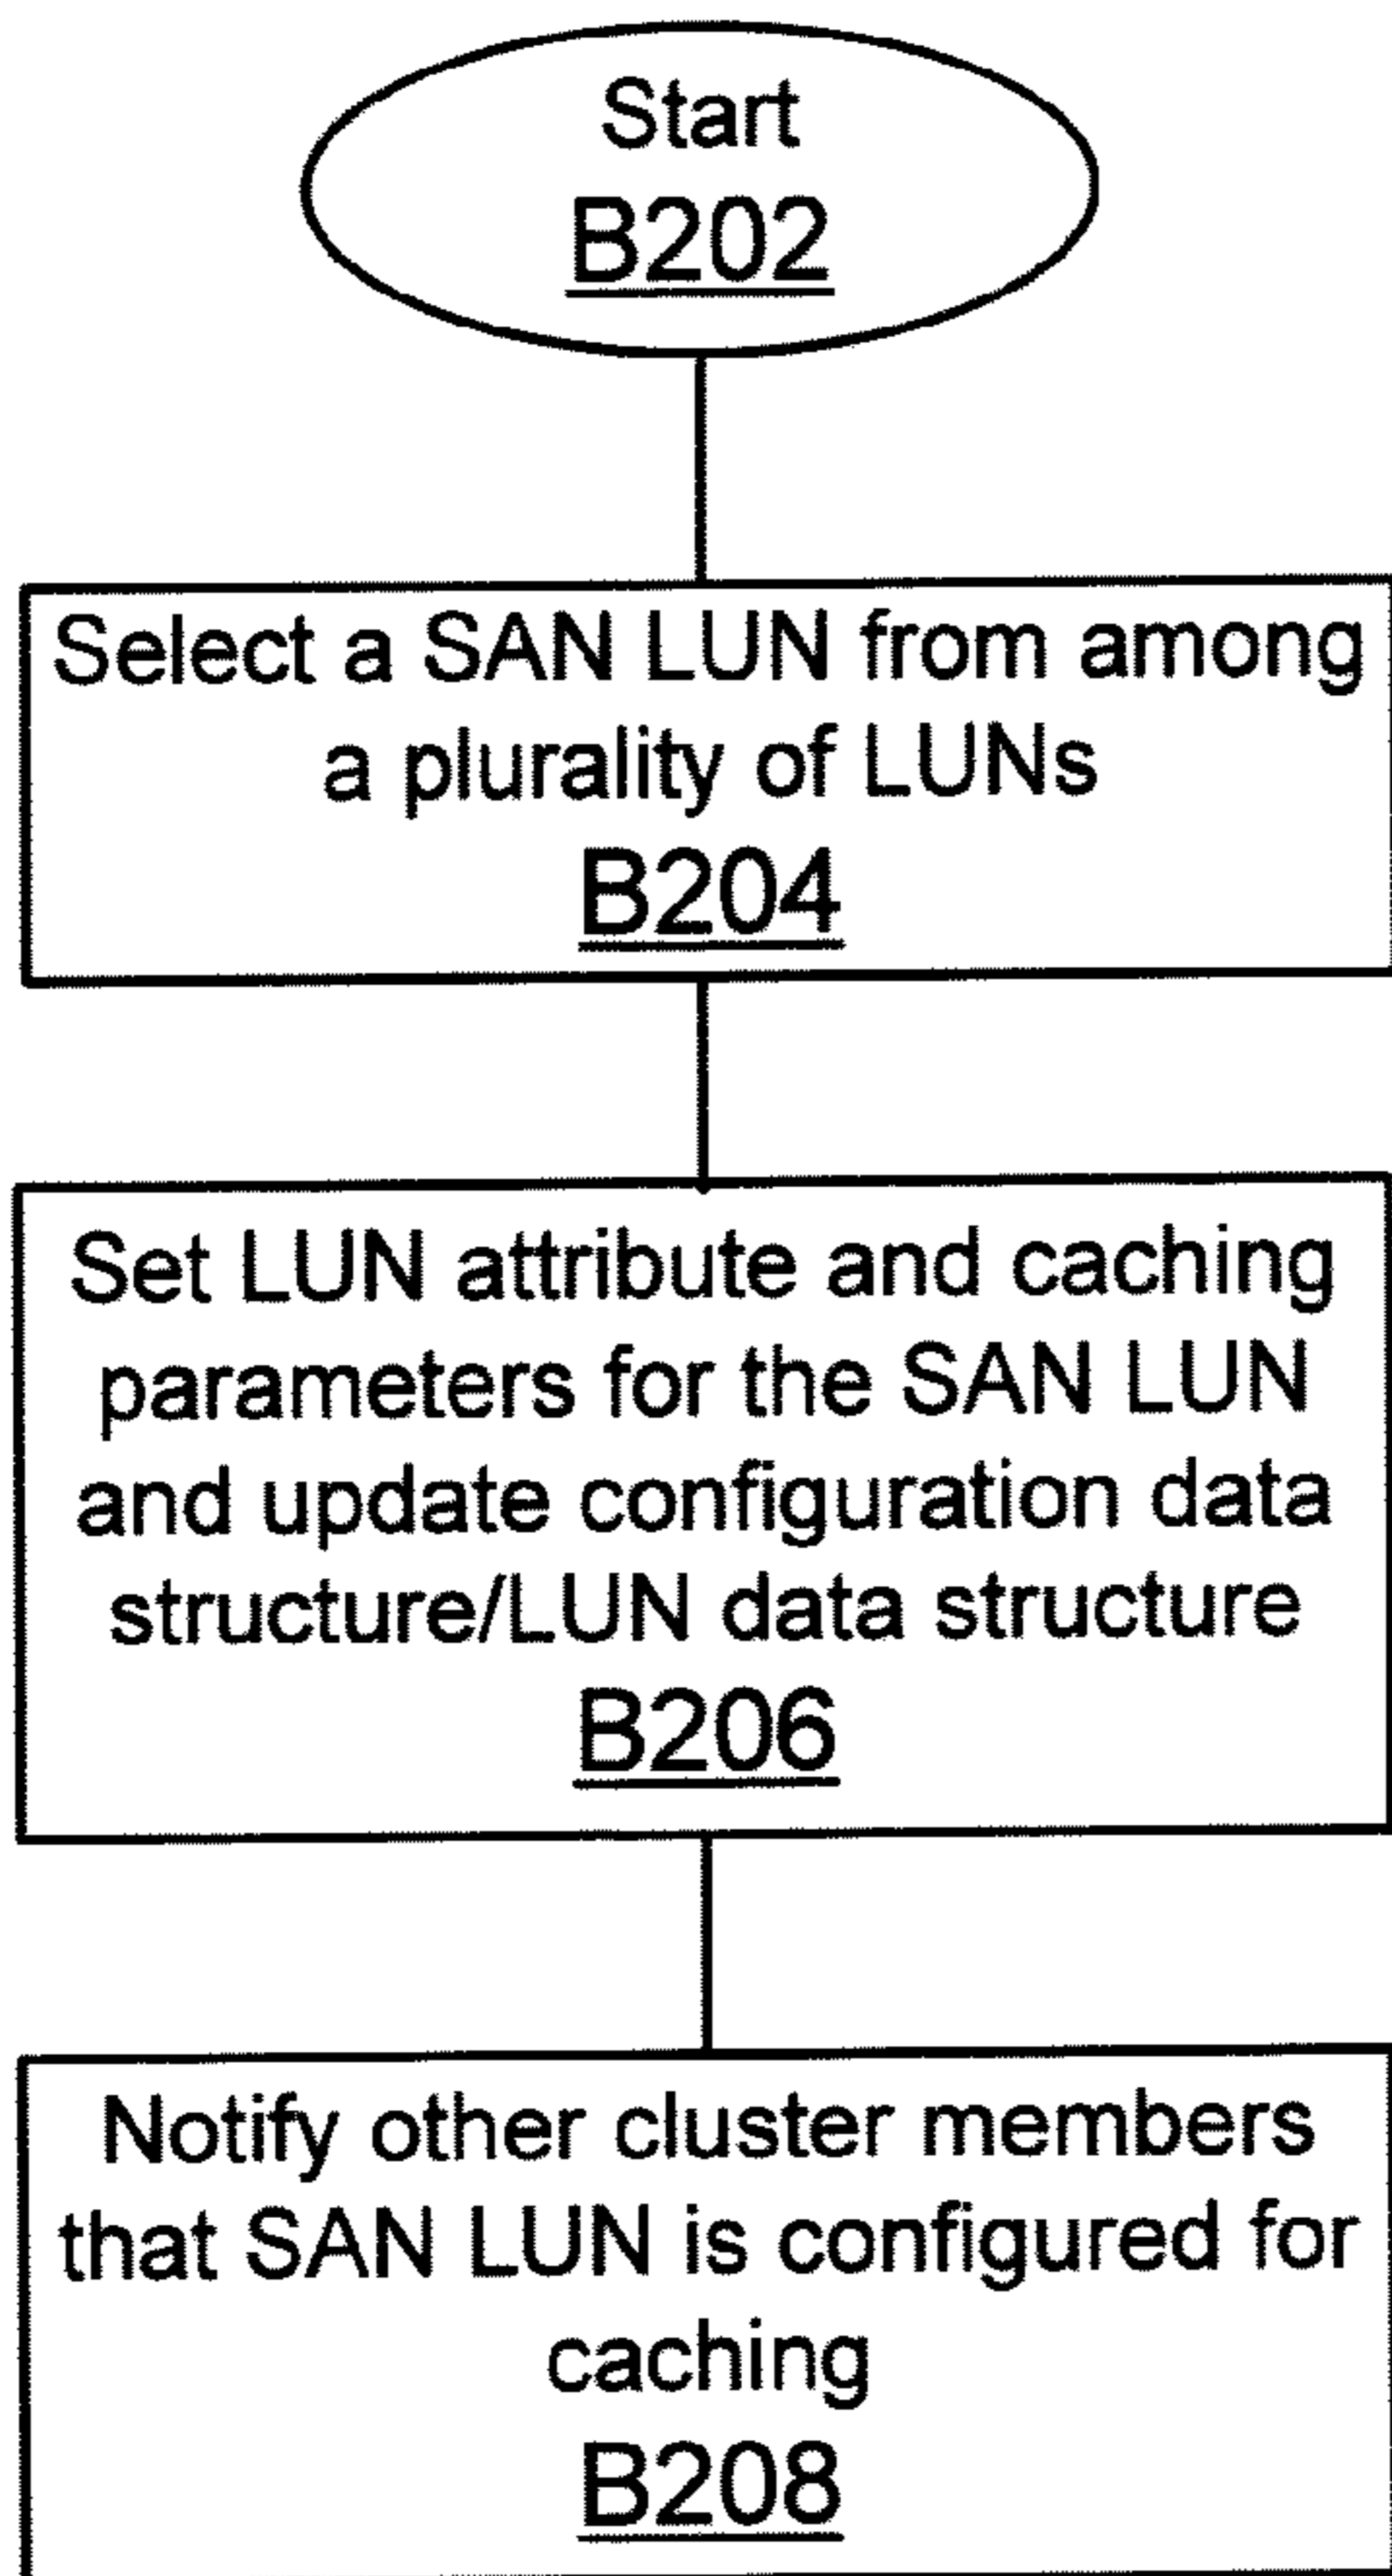 Start
B202
Select a SAN LUN from among
a plurality of LUNs
B204
Set LUN attribute and caching
parameters for the SAN LUN
and update configuration data
structure/LUN data structure
B206
Notify other cluster members
that SAN LUN is configured for
caching
B208